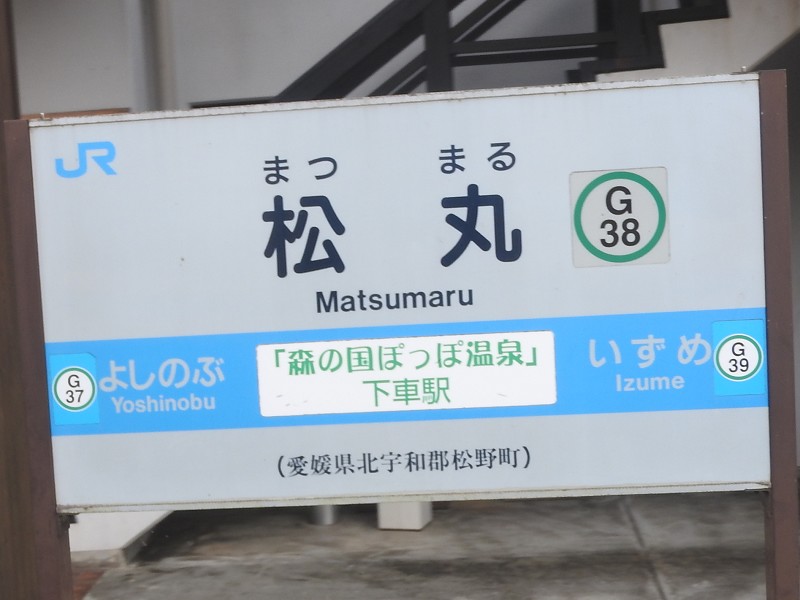 JR
まつ まる
松丸
G
38
Matsumaru
G
37
よしのぶ
Yoshinobu
「森の国ぽっぽ温泉」
下車駅
いずめ
Izume
G
39
(愛媛県北宇和郡松野町)